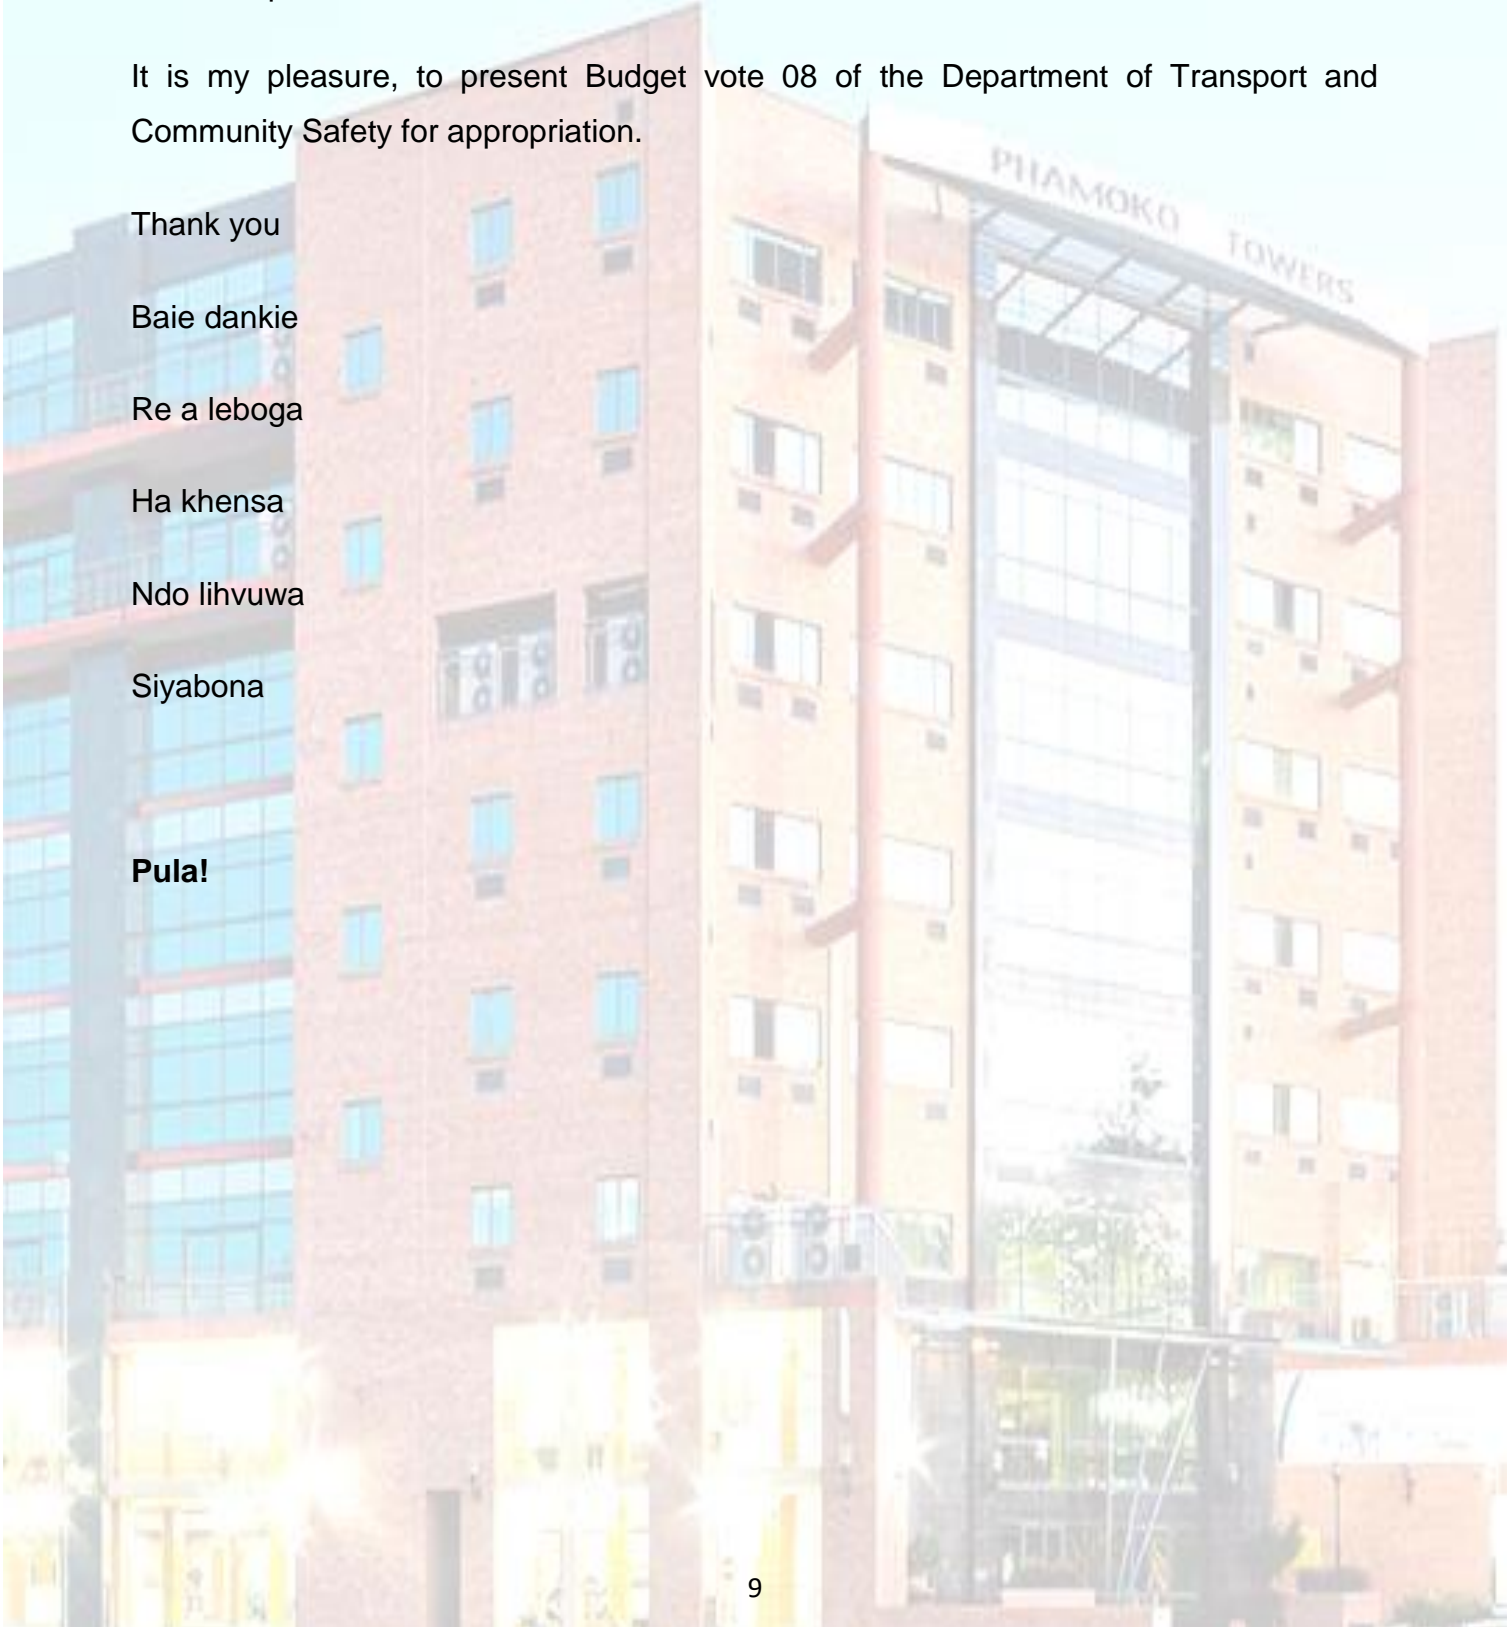 It is my pleasure, to present Budget vote 08 of the Department of Transport and
Community Safety for appropriation.
Thank you
Baie dankie
Re a leboga
Ha khensa
Ndo lihvuwa
Siyabona
Pula!
PHAMOKO TOWERS
9